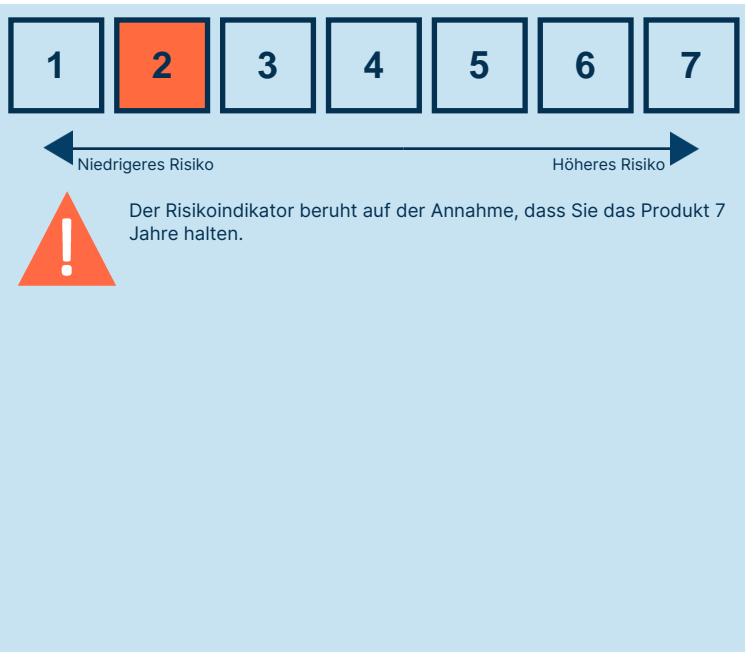 1 2 3 4 5 6 7
Niedrigeres Risiko Höheres Risiko
!
Der Risikoindikator beruht auf der Annahme, dass Sie das Produkt 7
Jahre halten.